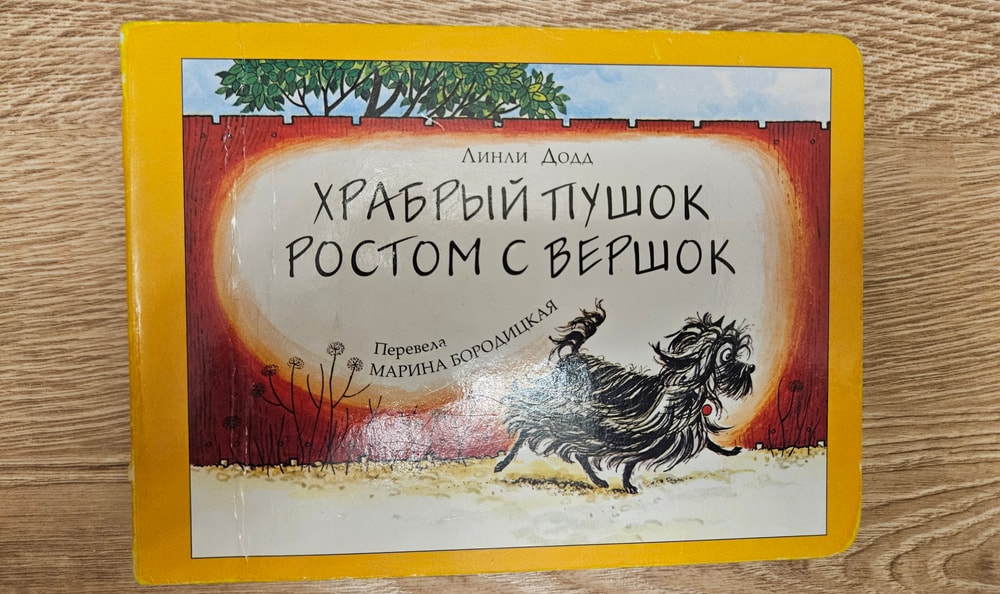 Линли Додд
ХРАБРЫЙ ПУШОК
РОСТОМ С ВЕРШОК
Перевела
МАРИНА БОРОДИЦКАЯ